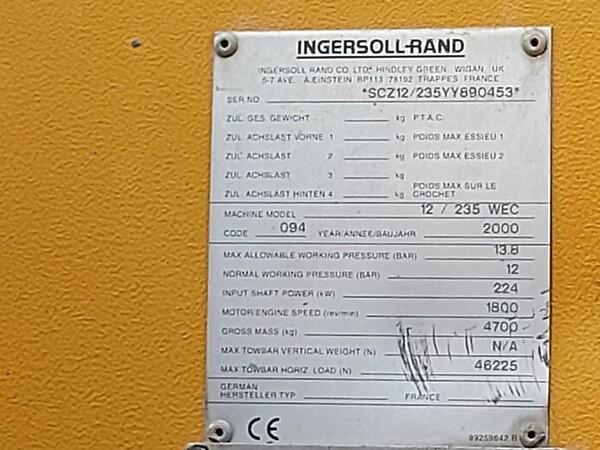 INGERSOLL-RAND
INGERSOLL RAND CO. LTD. HINDLEY GREEN, WIGAN, UK.
5-7 AVE. A.EINSTEIN BP113 78192 TRAPPES FRANCE
SER.NO *SCZ12/235YY890453*
ZUL. GES. GEWICHT kg P.T.A.C.
ZUL. ACHSLAST VORNE 1 kg POIDS MAX ESSIEU 1
ZUL. ACHSLAST 2 kg POIDS MAX ESSIEU 2
ZUL. ACHSLAST 3 kg
ZUL. ACHSLAST HINTEN 4 kg POIDS MAX SUR LE CROCHET
MACHINE MODEL 12 / 235 WEC
CODE 094 YEAR/ANNEE/BAUJAHR 2000
MAX ALLOWABLE WORKING PRESSURE (BAR) 13.8
NORMAL WORKING PRESSURE (BAR) 12
INPUT SHAFT POWER (kW) 224
MOTOR/ENGINE SPEED (rev/min) 1800
GROSS MASS (kg) 4700
MAX TOWBAR VERTICAL WEIGHT (N) N/A
MAX TOWBAR HORIZ. LOAD (N) 46225
GERMAN
HERSTELLER TYP FRANCE
CE 89259642 B